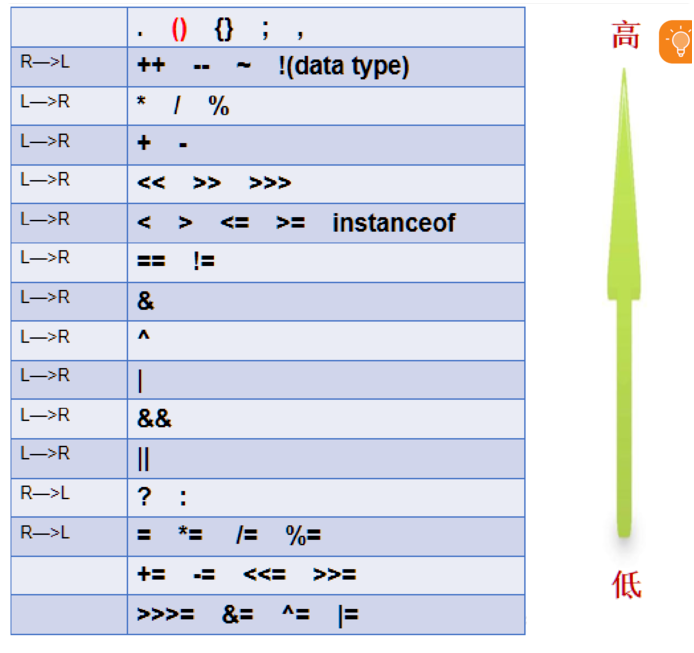 . () {} ; ,
高
R—>L ++ -- ~ !(data type)
L—>R * / %
L—>R + -
L—>R << >> >>>
L—>R < > <= >= instanceof
L—>R == !=
L—>R &
L—>R ^
L—>R |
L—>R &&
L—>R ||
R—>L ? :
R—>L = *= /= %=
+= -= <<= >>=
低
>>>= &= ^= |=